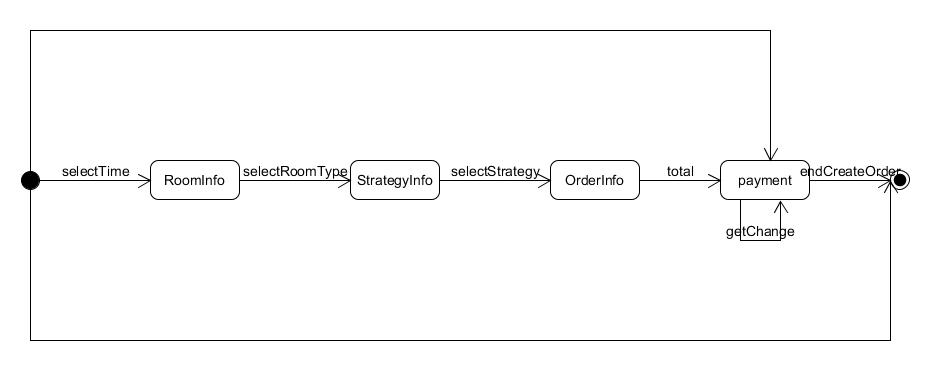 selectTime
RoomInfo
selectRoomType
StrategyInfo
selectStrategy
OrderInfo
total
payment
endCreateOrder
getChange